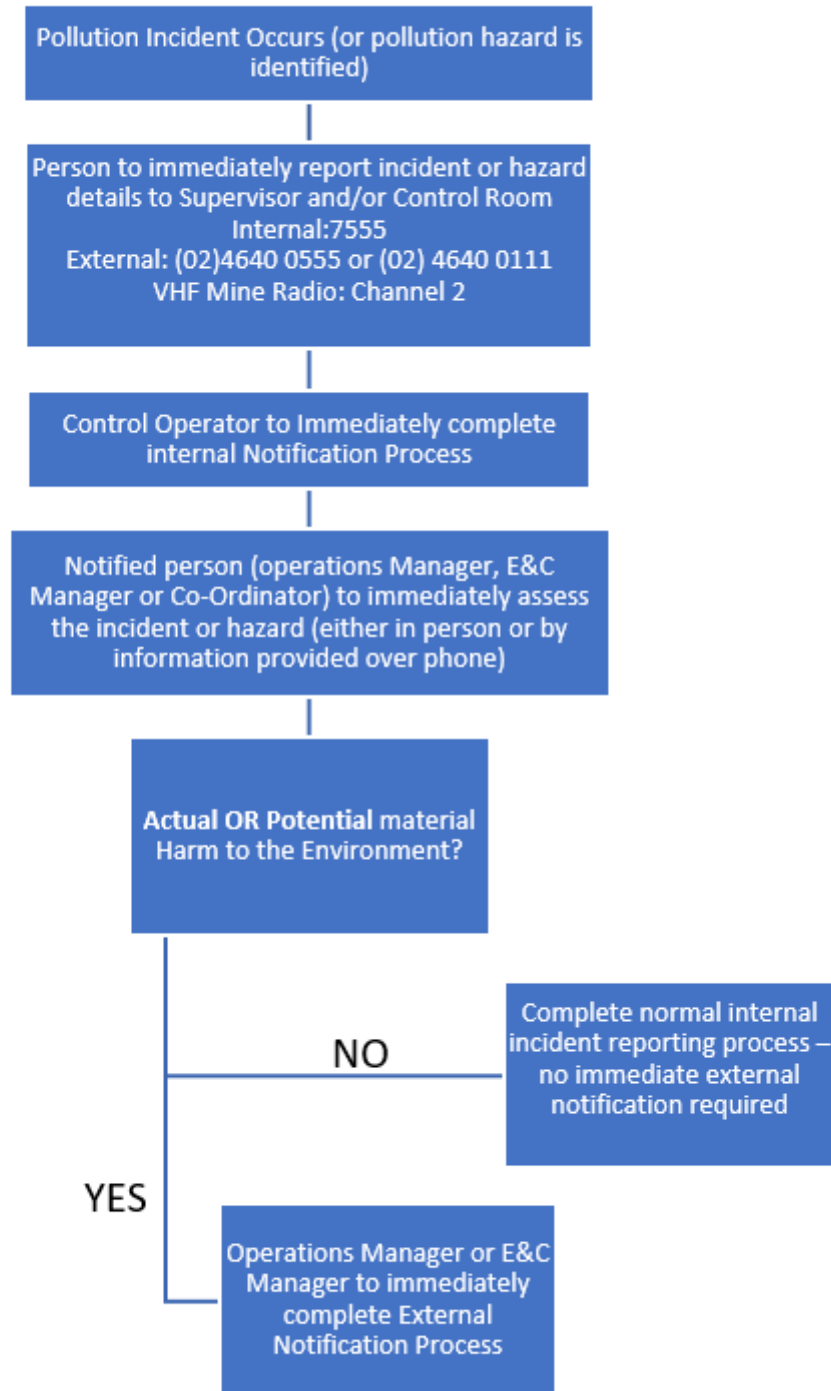 Pollution Incident Occurs (or pollution hazard is
identified)
Person to immediately report incident or hazard
details to Supervisor and/or Control Room
Internal:7555
External: (02)4640 0555 or (02) 4640 0111
VHF Mine Radio: Channel 2
Control Operator to Immediately complete
internal Notification Process
Notified person (operations Manager, E&C
Manager or Co-Ordinator) to immediately assess
the incident or hazard (either in person or by
information provided over phone)
Actual OR Potential material
Harm to the Environment?
NO
Complete normal internal
incident reporting process –
no immediate external
notification required
YES
Operations Manager or E&C
Manager to immediately
complete External
Notification Process